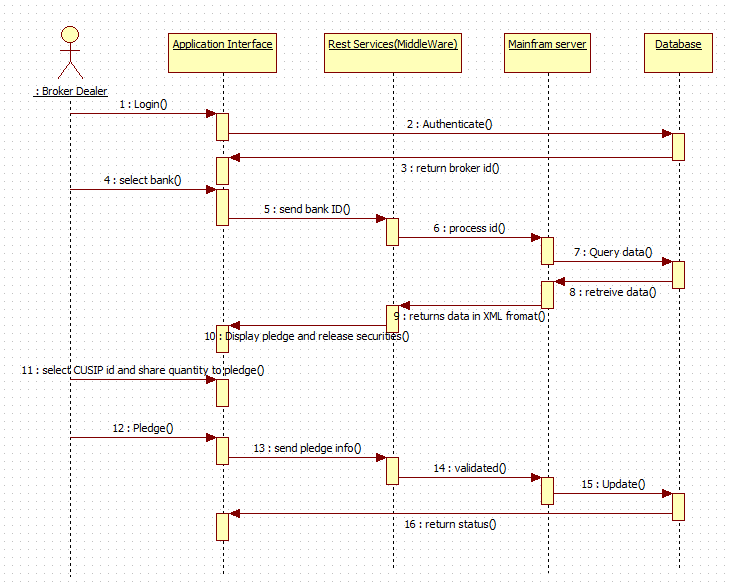 Application Interface
Rest Services(MiddleWare)
Mainfram server
Database
: Broker Dealer
1 : Login()
2 : Authenticate()
3 : return broker id()
4 : select bank()
5 : send bank ID()
6 : process id()
7 : Query data()
8 : retreive data()
9 : returns data in XML fromat()
10 : Display pledge and release securities()
11 : select CUSIP id and share quantity to pledge()
12 : Pledge()
13 : send pledge info()
14 : validated()
15 : Update()
16 : return status()